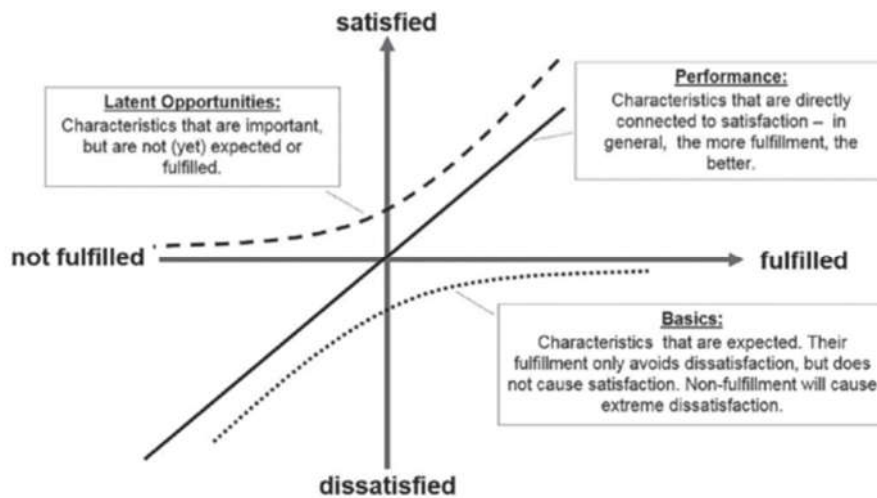 satisfied
Latent Opportunities:
Characteristics that are important,
but are not (yet) expected or
fulfilled.
Performance:
Characteristics that are directly
connected to satisfaction – in
general, the more fulfillment, the
better.
not fulfilled
fulfilled
Basics:
Characteristics that are expected. Their
fulfillment only avoids dissatisfaction, but does
not cause satisfaction. Non-fulfillment will cause
extreme dissatisfaction.
dissatisfied